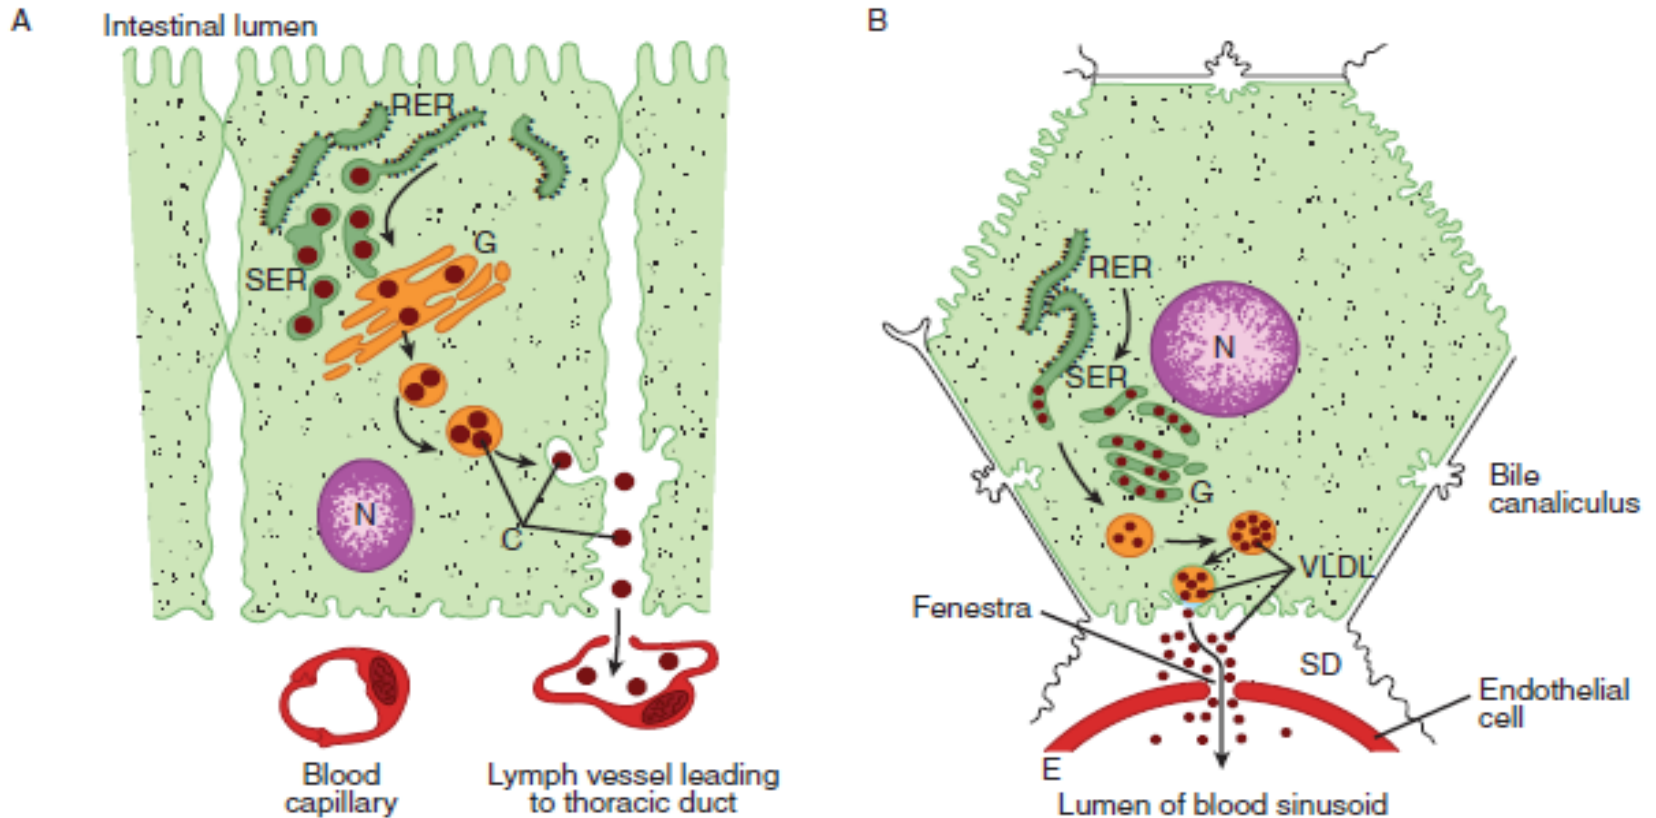 A
Intestinal lumen
RER
G
SER
N
C
Blood
capillary
Lymph vessel leading
to thoracic duct
B
RER
N
SER
G
Bile
canaliculus
VLDL
Fenestra
SD
Endothelial
cell
E
Lumen of blood sinusoid